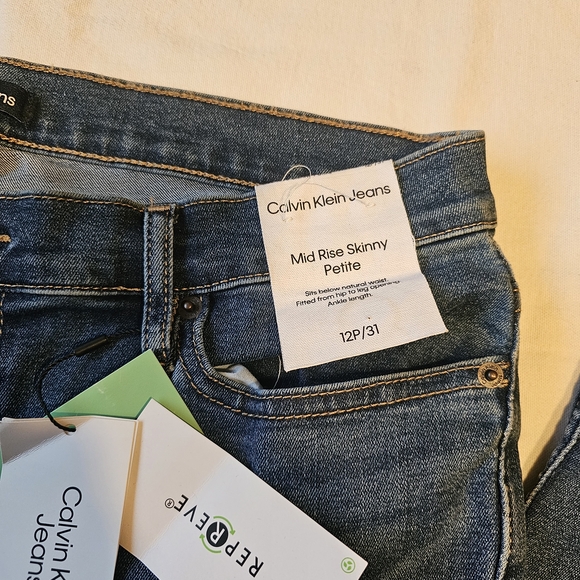 ns
Calvin Klein Jeans
Mid Rise Skinny
Petite
Sits below natural waist.
Fitted from hip to leg opening.
Ankle length.
12P/31
REPREVE®
Calvin K
Jeans